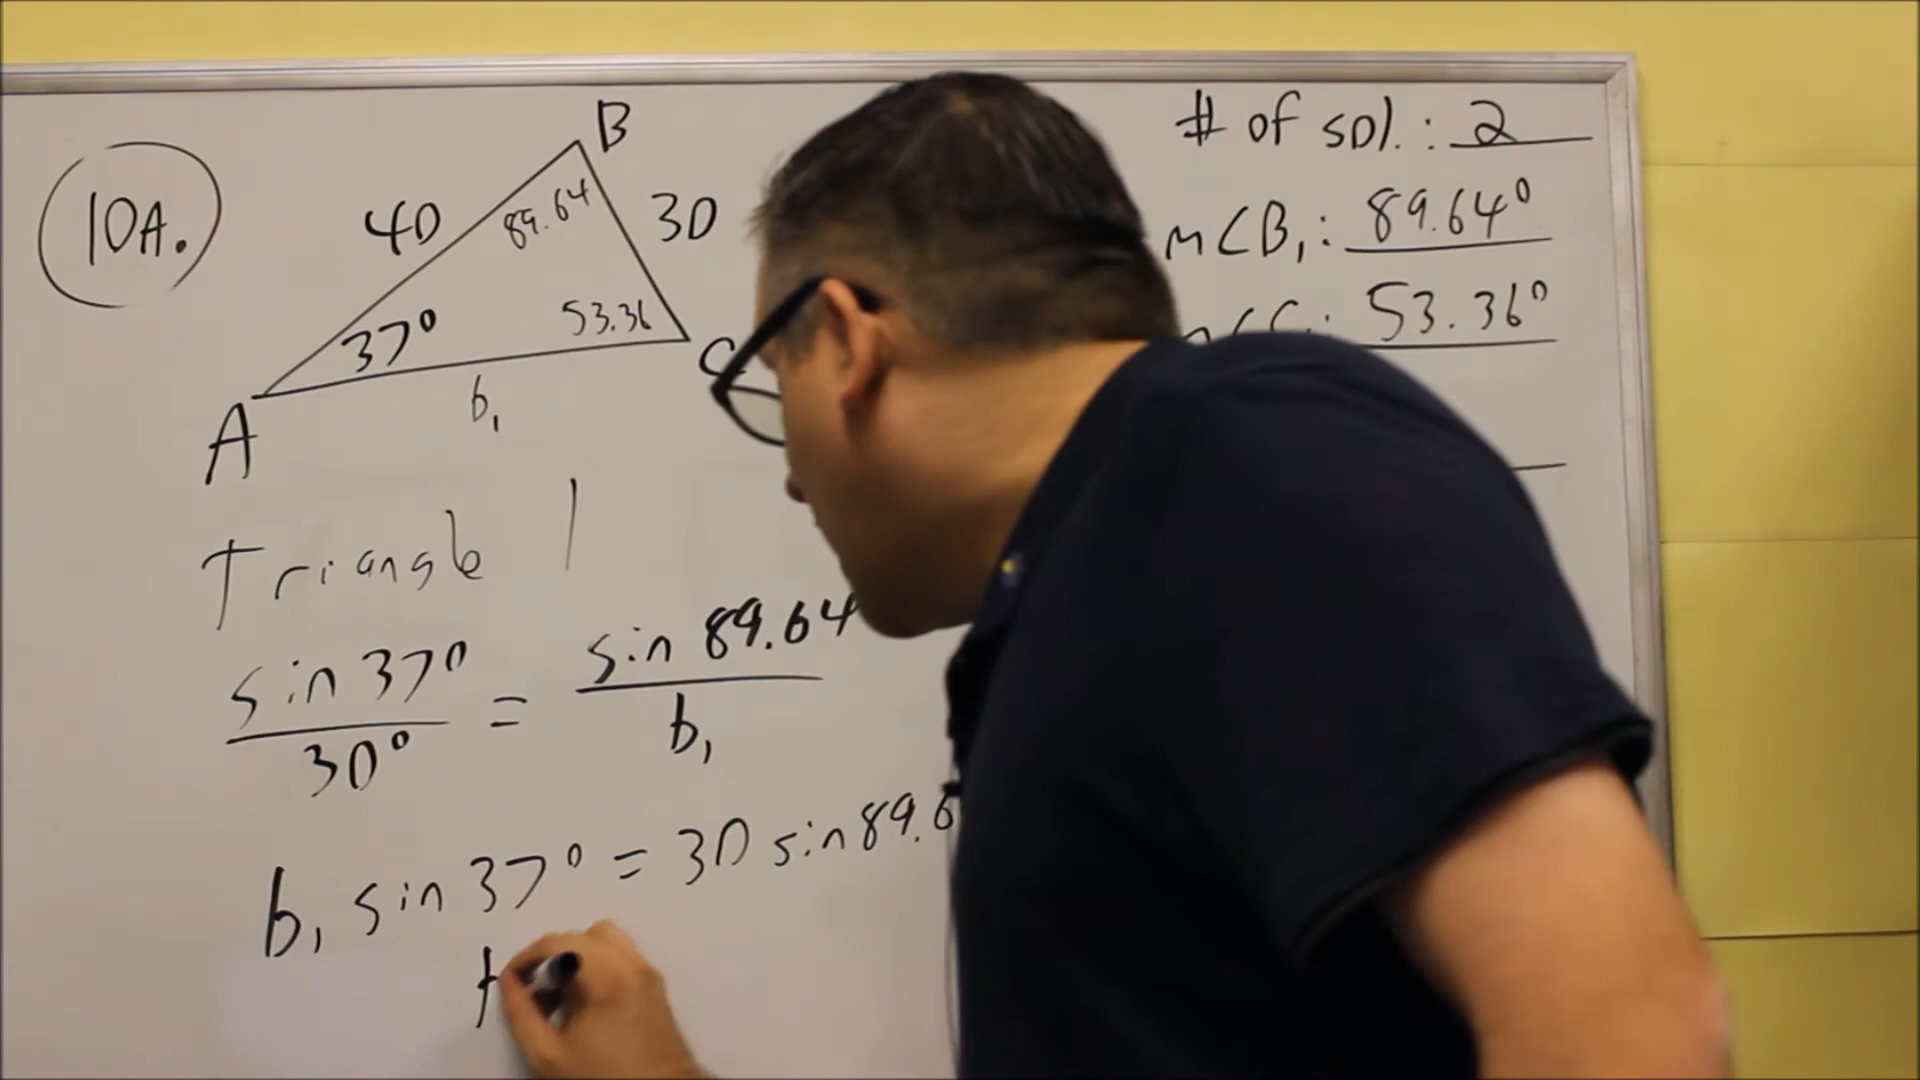 10A.
B
40
89.64
30
37°
53.36
C
b₁
A
# of sol.: 2
m∠B₁: 89.64°
53.36°
Triangle 1
sin 37° = sin 89.64
30° b₁
b₁ sin 37° = 30 sin 89.6